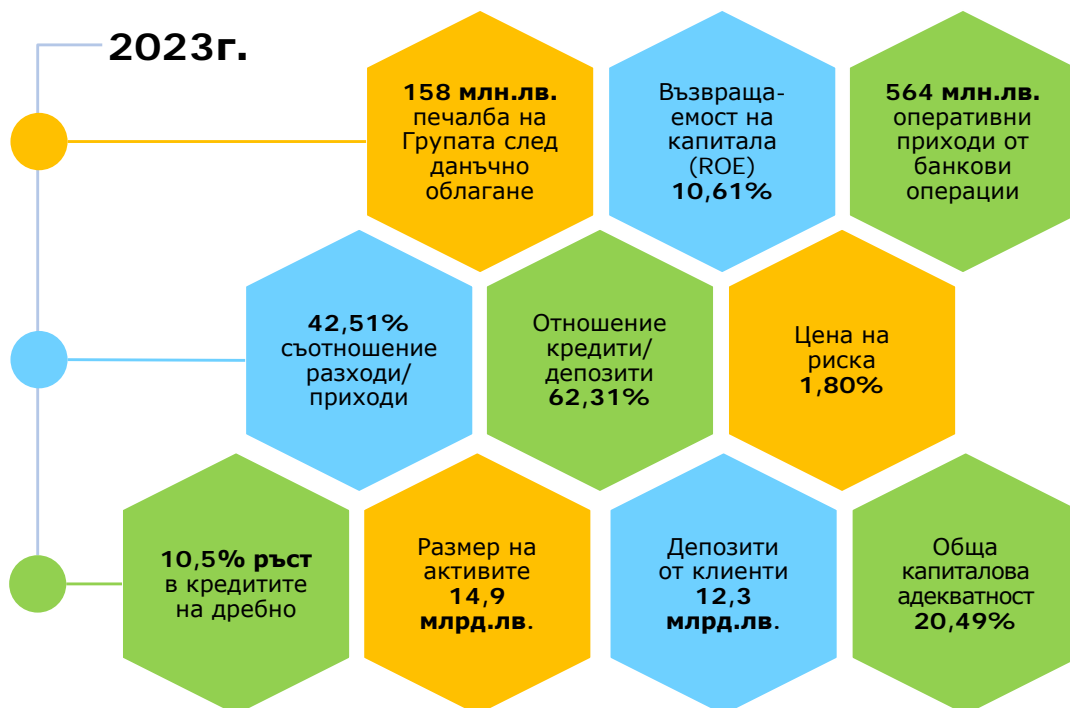 2023г.
158 млн.лв.
печалба на
Групата след
данъчно
облагане
Възвраща-
емост на
капитала
(ROE)
10,61%
564 млн.лв.
оперативни
приходи от
банкови
операции
42,51%
съотношение
разходи/
приходи
Отношение
кредити/
депозити
62,31%
Цена на
риска
1,80%
10,5% ръст
в кредитите
на дребно
Размер на
активите
14,9
млрд.лв.
Депозити
от клиенти
12,3
млрд.лв.
Обща
капиталова
адекватност
20,49%